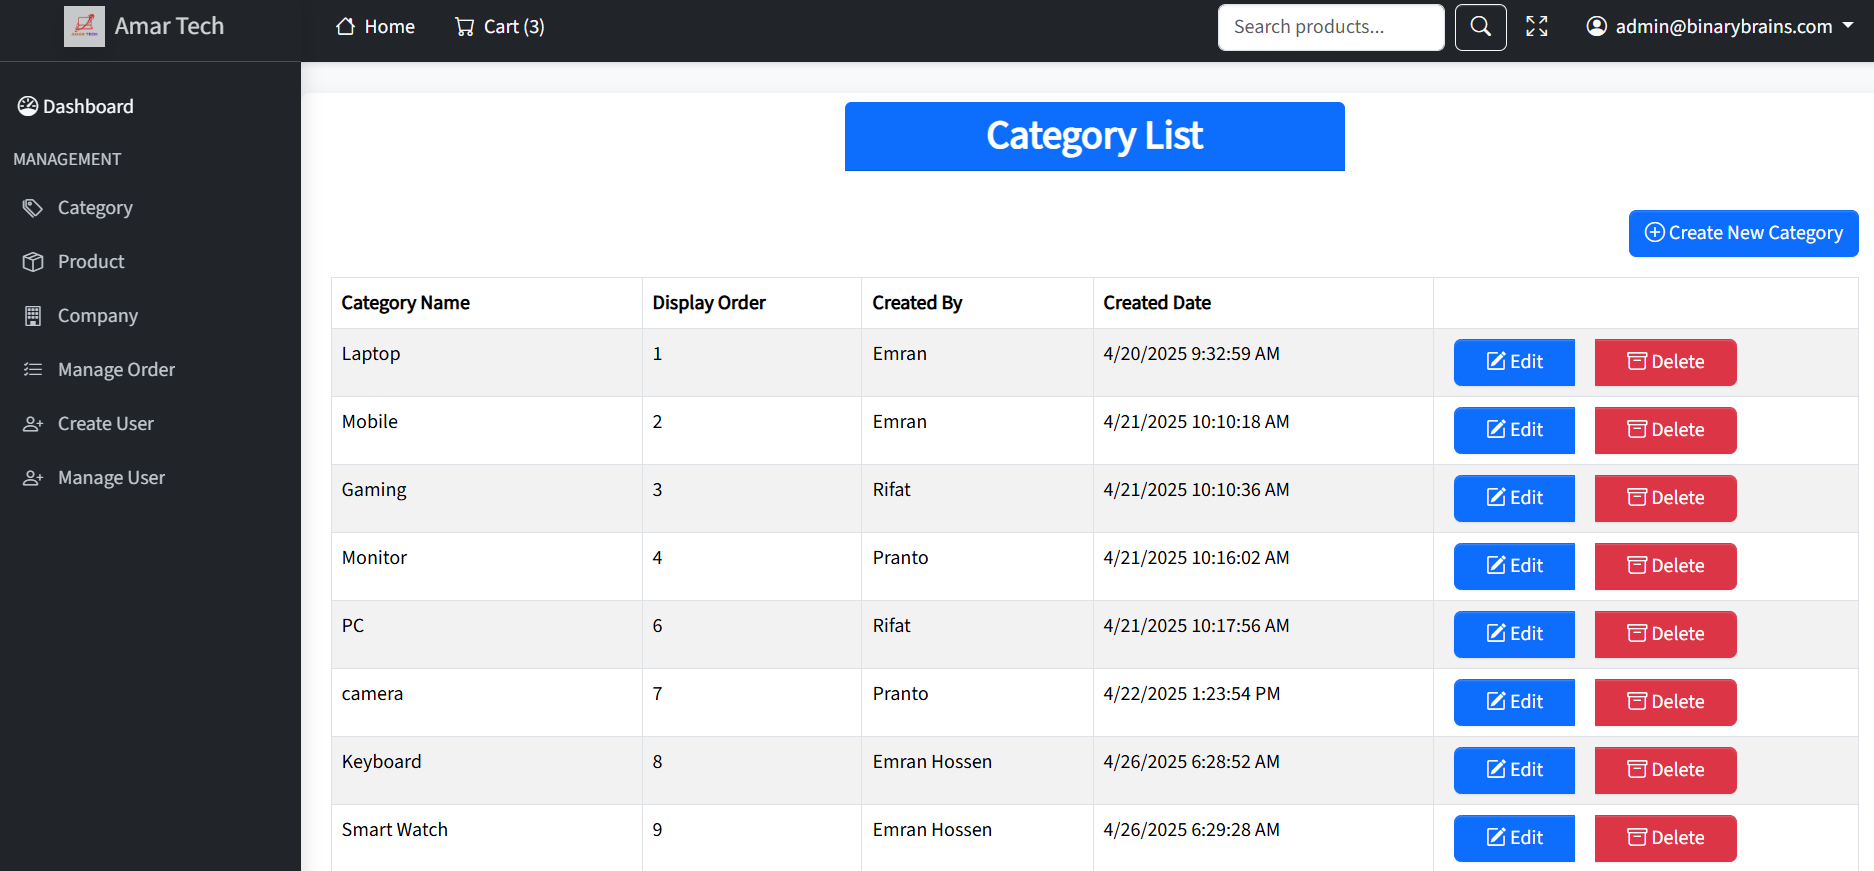 Amar Tech
Home
Cart (3)
Search products...
admin@binarybrains.com
Dashboard
MANAGEMENT
Category
Product
Company
Manage Order
Create User
Manage User
Category List
Create New Category
Category Name Display Order Created By Created Date
Laptop 1 Emran 4/20/2025 9:32:59 AM Edit Delete
Mobile 2 Emran 4/21/2025 10:10:18 AM Edit Delete
Gaming 3 Rifat 4/21/2025 10:10:36 AM Edit Delete
Monitor 4 Pranto 4/21/2025 10:16:02 AM Edit Delete
PC 6 Rifat 4/21/2025 10:17:56 AM Edit Delete
camera 7 Pranto 4/22/2025 1:23:54 PM Edit Delete
Keyboard 8 Emran Hossen 4/26/2025 6:28:52 AM Edit Delete
Smart Watch 9 Emran Hossen 4/26/2025 6:29:28 AM Edit Delete